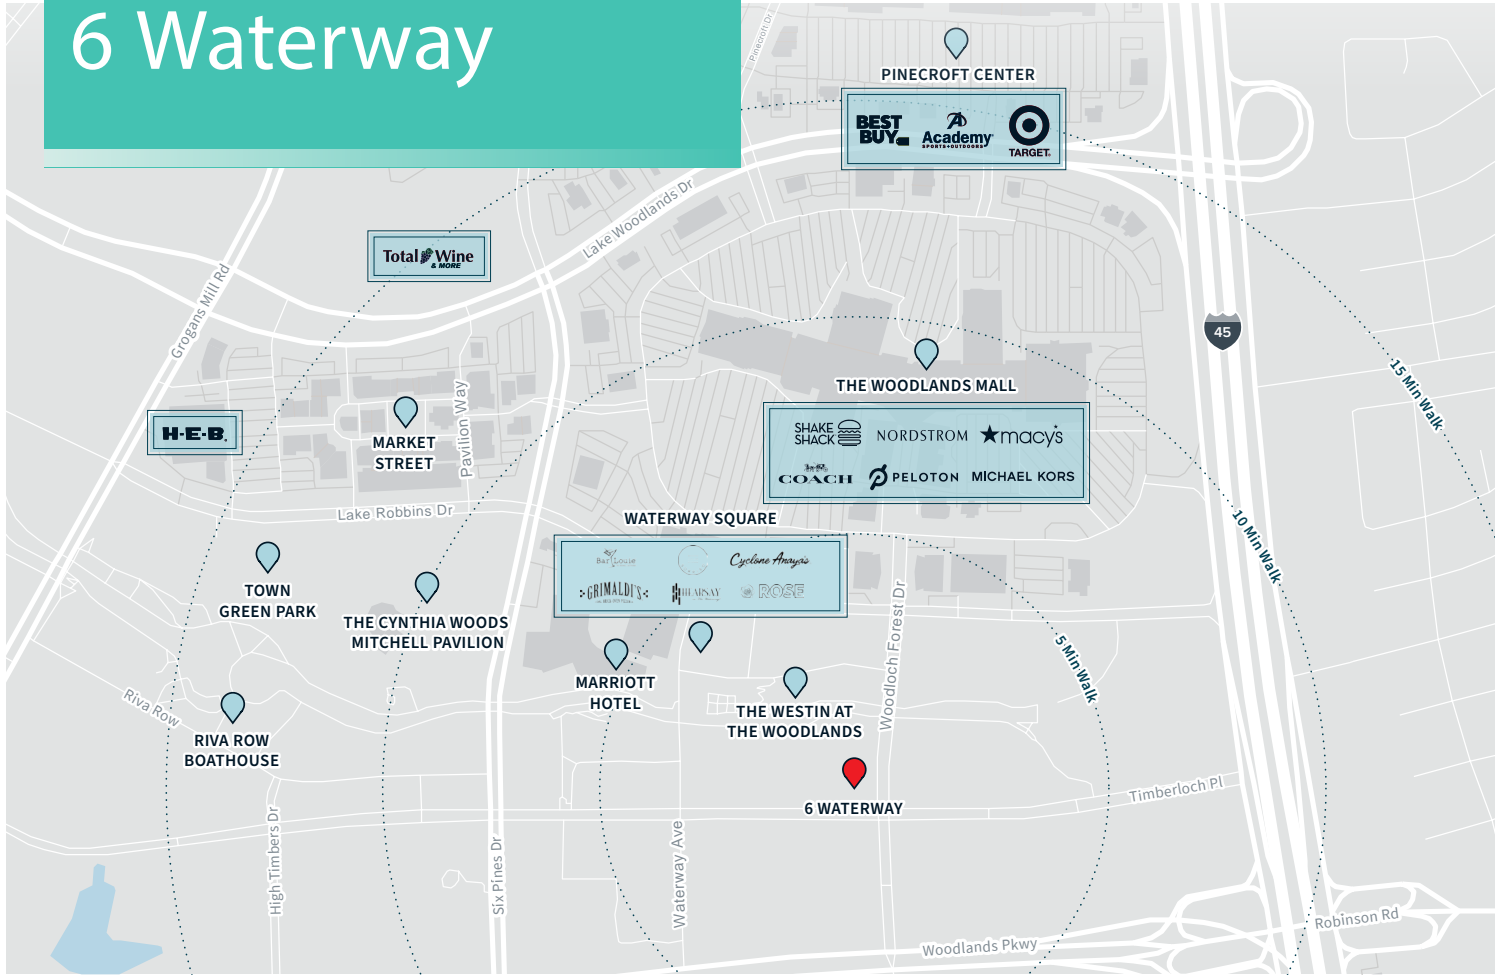 6 Waterway
Pinecroft Dr
PINECROFT CENTER
BEST
BUY
Academy
SPORTS+OUTDOORS
TARGET
Lake Woodlands Dr
Total Wine
& MORE
Grogans Mill Rd
45
15 Min Walk
THE WOODLANDS MALL
SHAKE
SHACK
NORDSTROM
macy's
COACH
PELOTON
MICHAEL KORS
H-E-B
MARKET
STREET
Pavilion Way
Lake Robbins Dr
WATERWAY SQUARE
Bar Louie
Cyclone Anaya's
GRIMALDI'S
HEARSAY
ROSE
10 Min Walk
TOWN
GREEN PARK
THE CYNTHIA WOODS
MITCHELL PAVILION
Woodloch Forest Dr
5 Min Walk
MARRIOTT
HOTEL
THE WESTIN AT
THE WOODLANDS
Riva Row
RIVA ROW
BOATHOUSE
6 WATERWAY
Timberloch Pl
High Timbers Dr
Six Pines Dr
Waterway Ave
Woodlands Pkwy
Robinson Rd